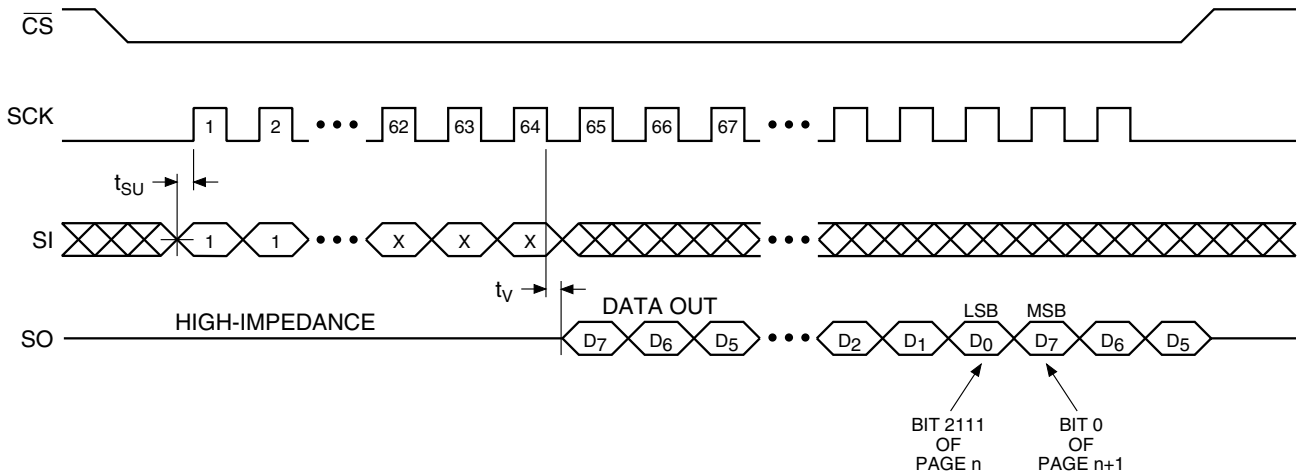 CS
SCK
1 2 62 63 64 65 66 67
tSU
SI
1 1 X X X
tV
DATA OUT
HIGH-IMPEDANCE
LSB MSB
SO
D7 D6 D5 D2 D1 D0 D7 D6 D5
BIT 2111
OF
PAGE n
BIT 0
OF
PAGE n+1